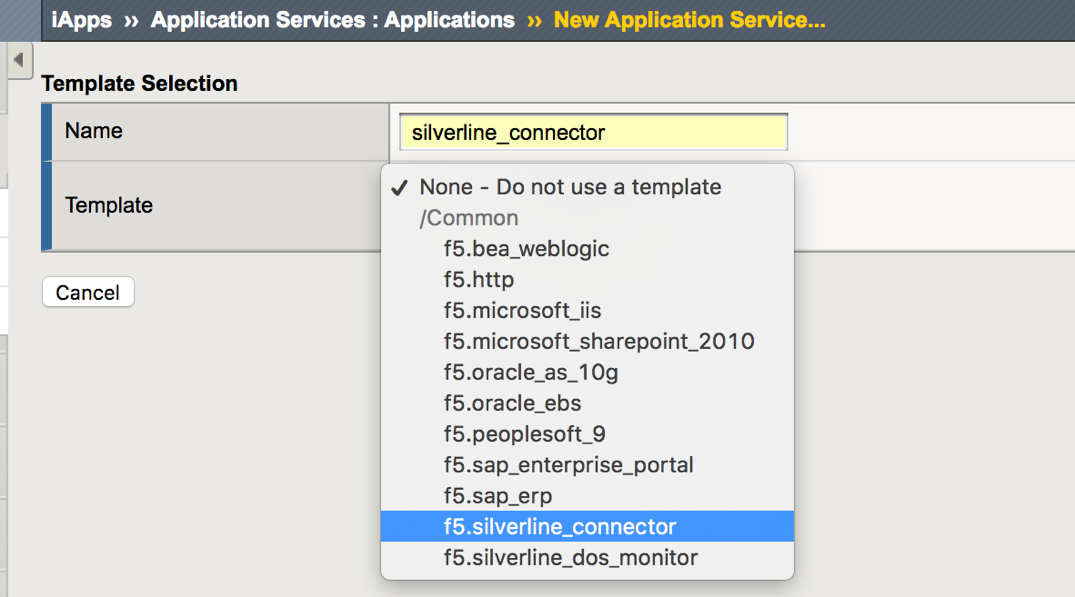 iApps ›› Application Services : Applications ›› New Application Service...
Template Selection
Name silverline_connector
Template
✓ None - Do not use a template
/Common
f5.bea_weblogic
f5.http
f5.microsoft_iis
f5.microsoft_sharepoint_2010
f5.oracle_as_10g
f5.oracle_ebs
f5.peoplesoft_9
f5.sap_enterprise_portal
f5.sap_erp
f5.silverline_connector
f5.silverline_dos_monitor
Cancel